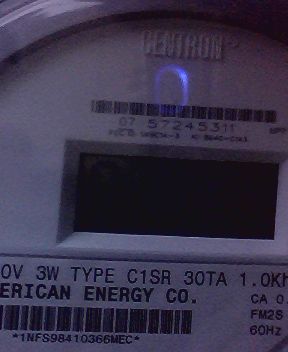 CENTRON
07 57245311
0V 3W TYPE C1SR 30TA 1.0Kh
ERICAN ENERGY CO.
CA 0.
FM2S
60Hz
*1NFS98410366MEC*